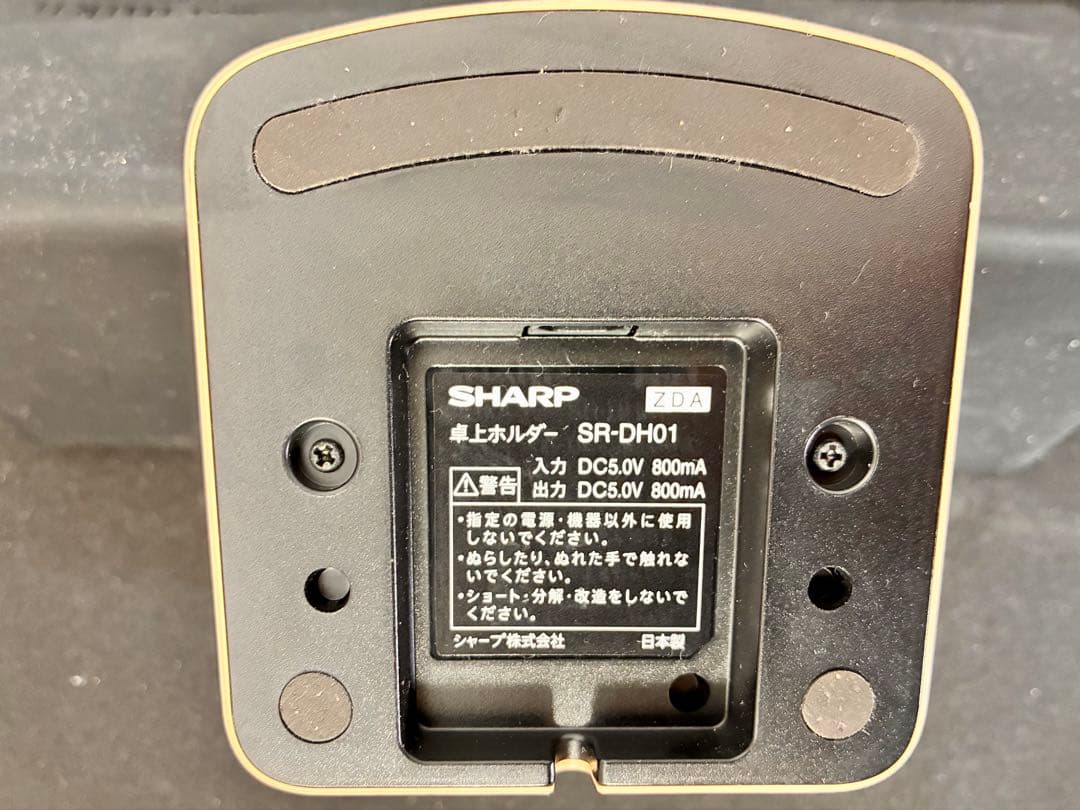 SHARP ZDA
卓上ホルダー SR-DH01
入力 DC5.0V 800mA
⚠警告 出力 DC5.0V 800mA
・指定の電源・機器以外に使用
しないでください。
・ぬらしたり、ぬれた手で触れな
いでください。
・ショート・分解・改造をしないで
ください。
シャープ株式会社 日本製